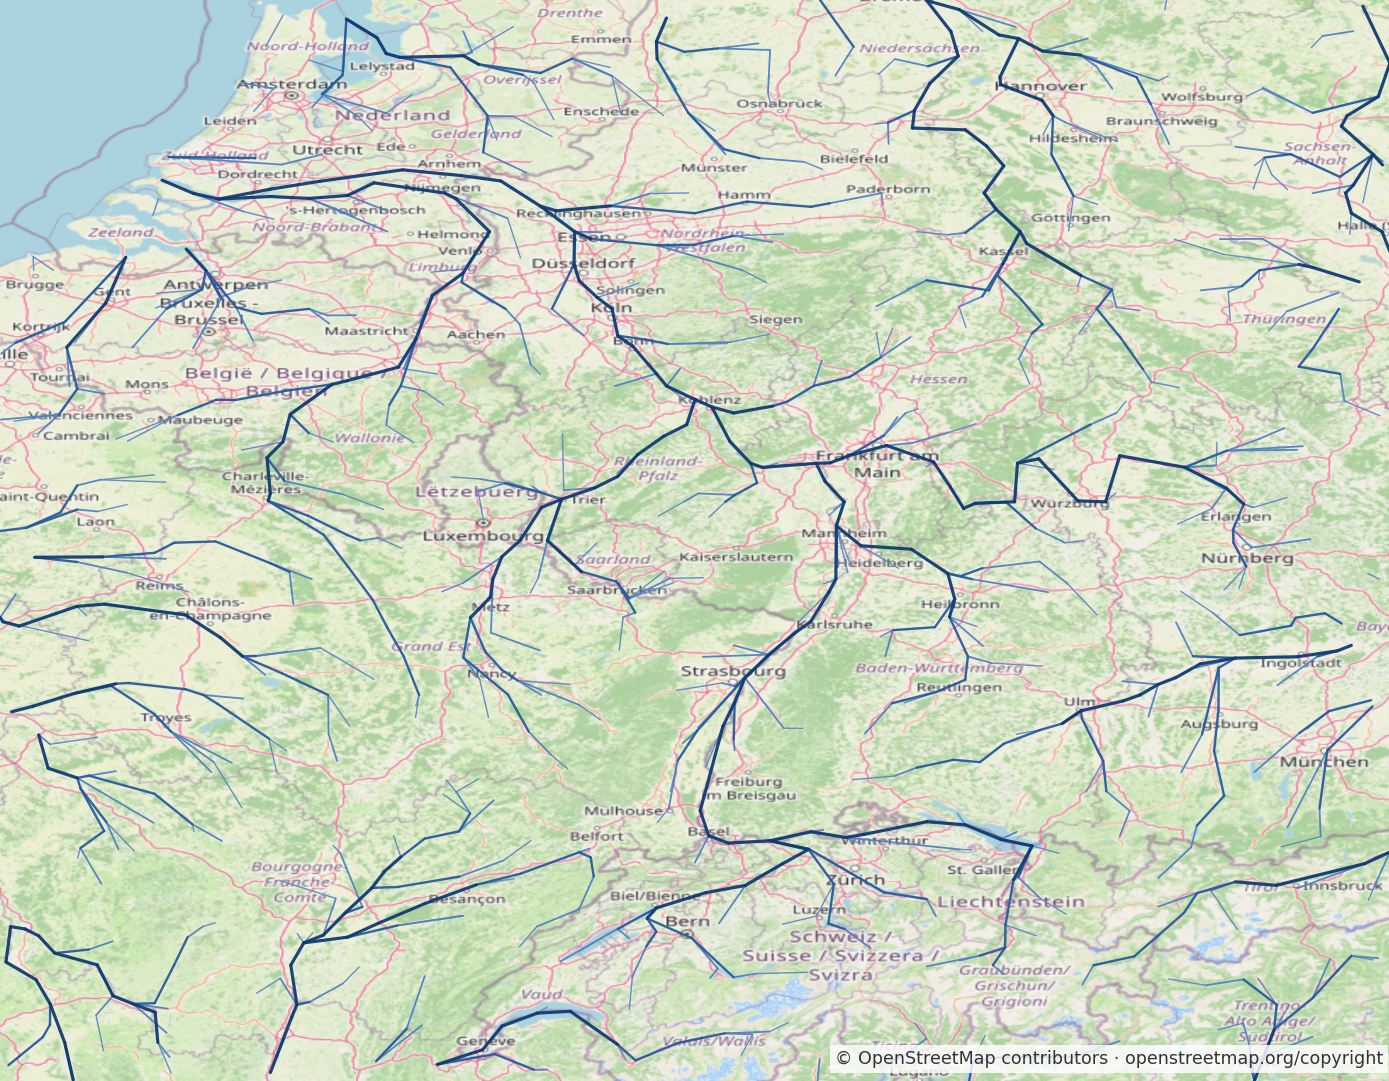 Drenthe
Noord-Holland
Emmen
Niedersachsen
Lelystad
Overijssel
Amsterdam
Hannover
Wolfsburg
Osnabrück
Nederland
Enschede
Leiden
Braunschweig
Gelderland
Hildesheim
Utrecht
Ede
Zuid-Holland
Arnhem
Münster
Bielefeld
Sachsen-
Anhalt
Dordrecht
Nijmegen
Hamm
Paderborn
's-Hertogenbosch
Recklinghausen
Göttingen
Zeeland
Noord-Brabant
Helmond
Essen
Nordrhein-
Westfalen
Halle (S
Venlo
Kassel
Limburg
Düsseldorf
Brugge
Gent
Antwerpen
Solingen
Bruxelles -
Brussel
Köln
Siegen
Thüringen
Kortrijk
Maastricht
Aachen
Bonn
ille
Tournai
België / Belgique /
Belgien
Mons
Hessen
Koblenz
Valenciennes
Maubeuge
Cambrai
Wallonie
Frankfurt am
Main
Rheinland-
Pfalz
Charleville-
Mézières
Lëtzebuerg
Trier
aint-Quentin
Würzburg
Erlangen
Laon
Luxembourg
Mannheim
Nürnberg
Saarland
Kaiserslautern
Heidelberg
Reims
Saarbrücken
Châlons-
en-Champagne
Metz
Heilbronn
Karlsruhe
Baye
Grand Est
Ingolstadt
Nancy
Strasbourg
Baden-Württemberg
Reutlingen
Ulm
Troyes
Augsburg
München
Freiburg
im Breisgau
Mulhouse
Basel
Belfort
Winterthur
Bourgogne-
Franche-
Comté
St. Gallen
Zürich
Tirol
Innsbruck
Besançon
Biel/Bienne
Luzern
Liechtenstein
Bern
Schweiz /
Suisse / Svizzera /
Svizra
Graubünden/
Grischun/
Grigioni
Vaud
Trentino-
Alto Adige/
Südtirol
Genève
Valais/Wallis
© OpenStreetMap contributors · openstreetmap.org/copyright